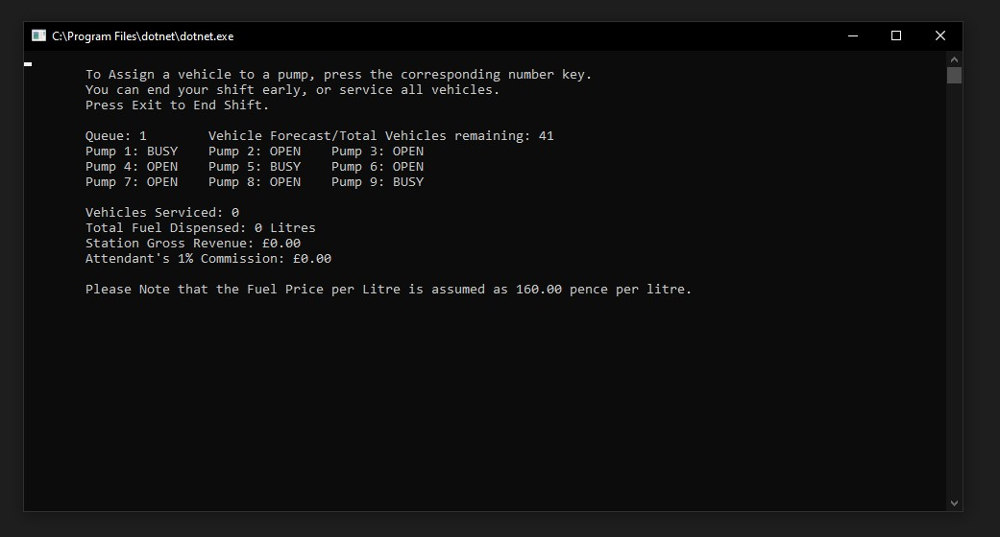 C:\Program Files\dotnet\dotnet.exe
To Assign a vehicle to a pump, press the corresponding number key.
You can end your shift early, or service all vehicles.
Press Exit to End Shift.
Queue: 1 Vehicle Forecast/Total Vehicles remaining: 41
Pump 1: BUSY Pump 2: OPEN Pump 3: OPEN
Pump 4: OPEN Pump 5: BUSY Pump 6: OPEN
Pump 7: OPEN Pump 8: OPEN Pump 9: BUSY
Vehicles Serviced: 0
Total Fuel Dispensed: 0 Litres
Station Gross Revenue: £0.00
Attendant's 1% Commission: £0.00
Please Note that the Fuel Price per Litre is assumed as 160.00 pence per litre.